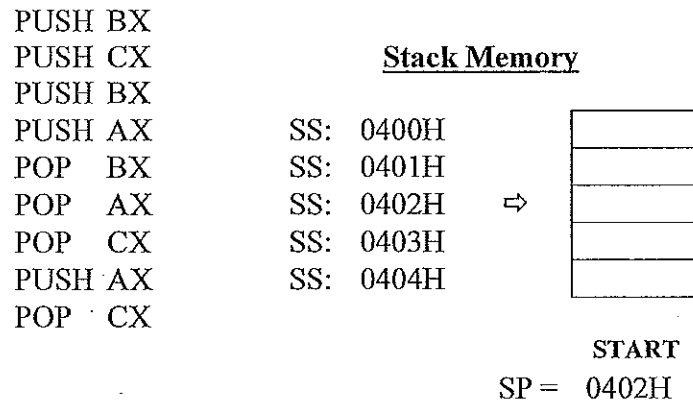 PUSH BX
PUSH CX
PUSH BX
PUSH AX
POP BX
POP AX
POP CX
PUSH AX
POP CX
Stack Memory
SS: 0400H
SS: 0401H
SS: 0402H ⇨
SS: 0403H
SS: 0404H
START
SP = 0402H